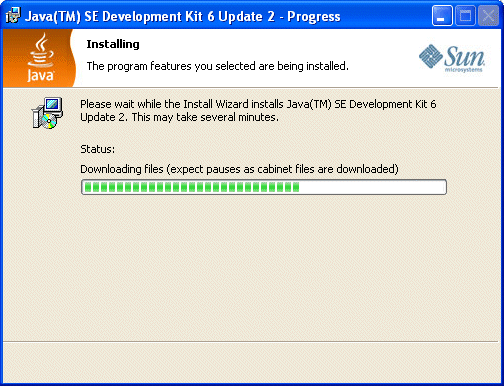 Java(TM) SE Development Kit 6 Update 2 - Progress
Installing
The program features you selected are being installed.
Java™
Sun
microsystems
Please wait while the Install Wizard installs Java(TM) SE Development Kit 6
Update 2. This may take several minutes.
Status:
Downloading files (expect pauses as cabinet files are downloaded)